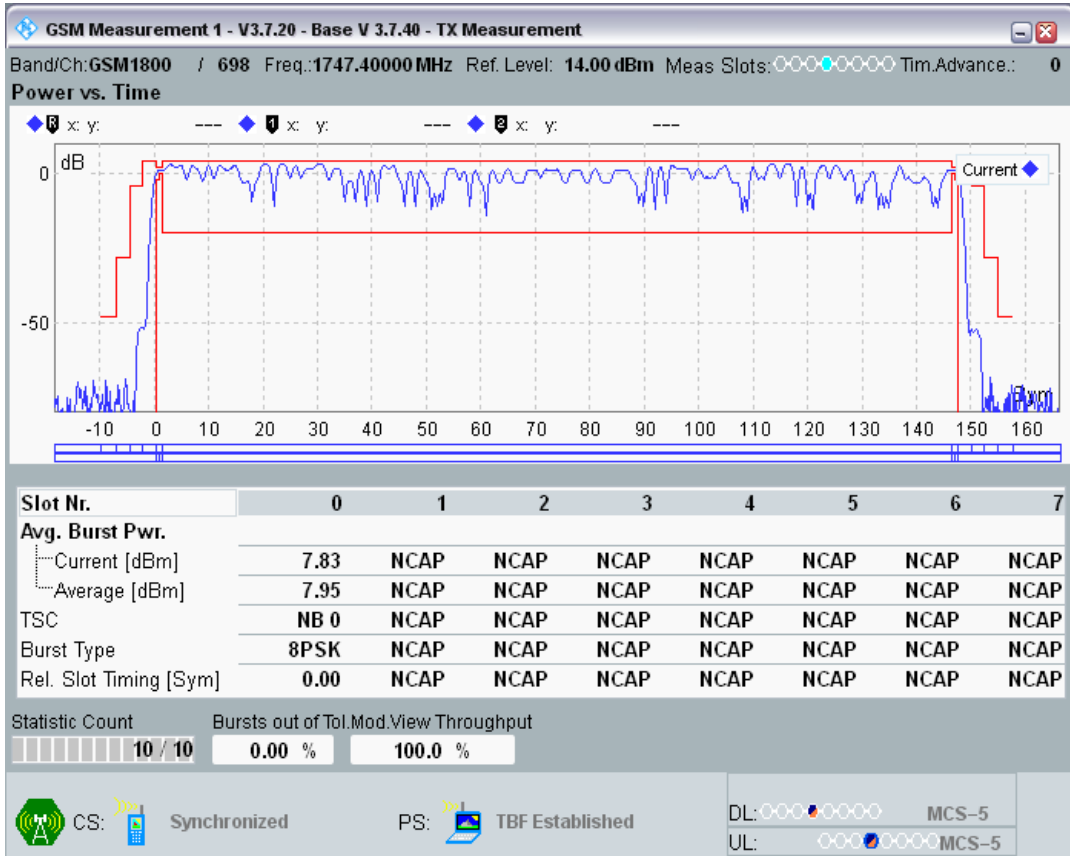 GSM Measurement 1 - V3.7.20 - Base V 3.7.40 - TX Measurement
Band/Ch:GSM1800 / 698 Freq.:1747.40000 MHz Ref. Level: 14.00 dBm Meas Slots: Tim.Advance.: 0
Power vs. Time
R x: y: --- 1 x: y: --- 2 x: y: ---
dB
Current
0
-50
Sym
-10 0 10 20 30 40 50 60 70 80 90 100 110 120 130 140 150 160
Slot Nr. 0 1 2 3 4 5 6 7
Avg. Burst Pwr.
Current [dBm] 7.83 NCAP NCAP NCAP NCAP NCAP NCAP NCAP
Average [dBm] 7.95 NCAP NCAP NCAP NCAP NCAP NCAP NCAP
TSC NB 0 NCAP NCAP NCAP NCAP NCAP NCAP NCAP
Burst Type 8PSK NCAP NCAP NCAP NCAP NCAP NCAP NCAP
Rel. Slot Timing [Sym] 0.00 NCAP NCAP NCAP NCAP NCAP NCAP NCAP
Statistic Count Bursts out of Tol. Mod.View Throughput
10 / 10 0.00 % 100.0 %
CS: Synchronized PS: TBF Established
DL: MCS-5
UL: MCS-5